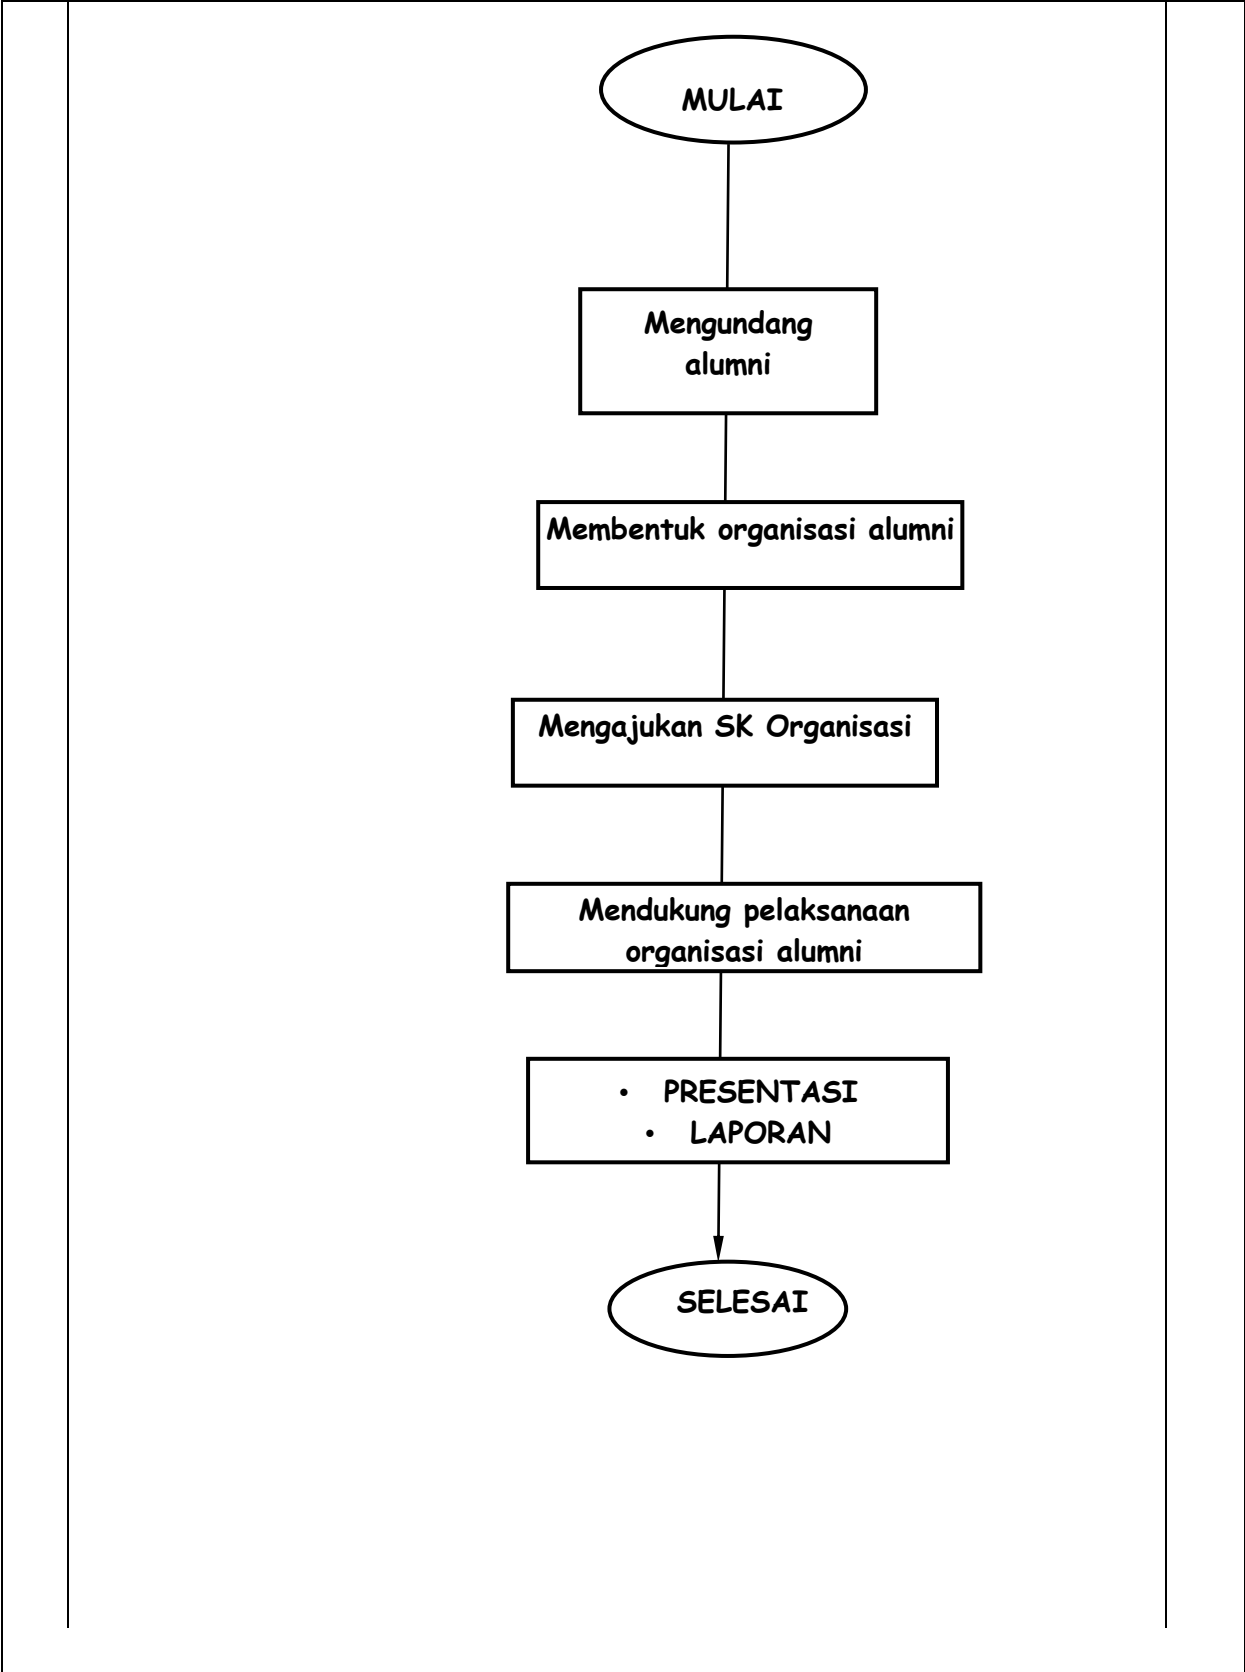 MULAI
Mengundang
alumni
Membentuk organisasi alumni
Mengajukan SK Organisasi
Mendukung pelaksanaan
organisasi alumni
• PRESENTASI
• LAPORAN
SELESAI